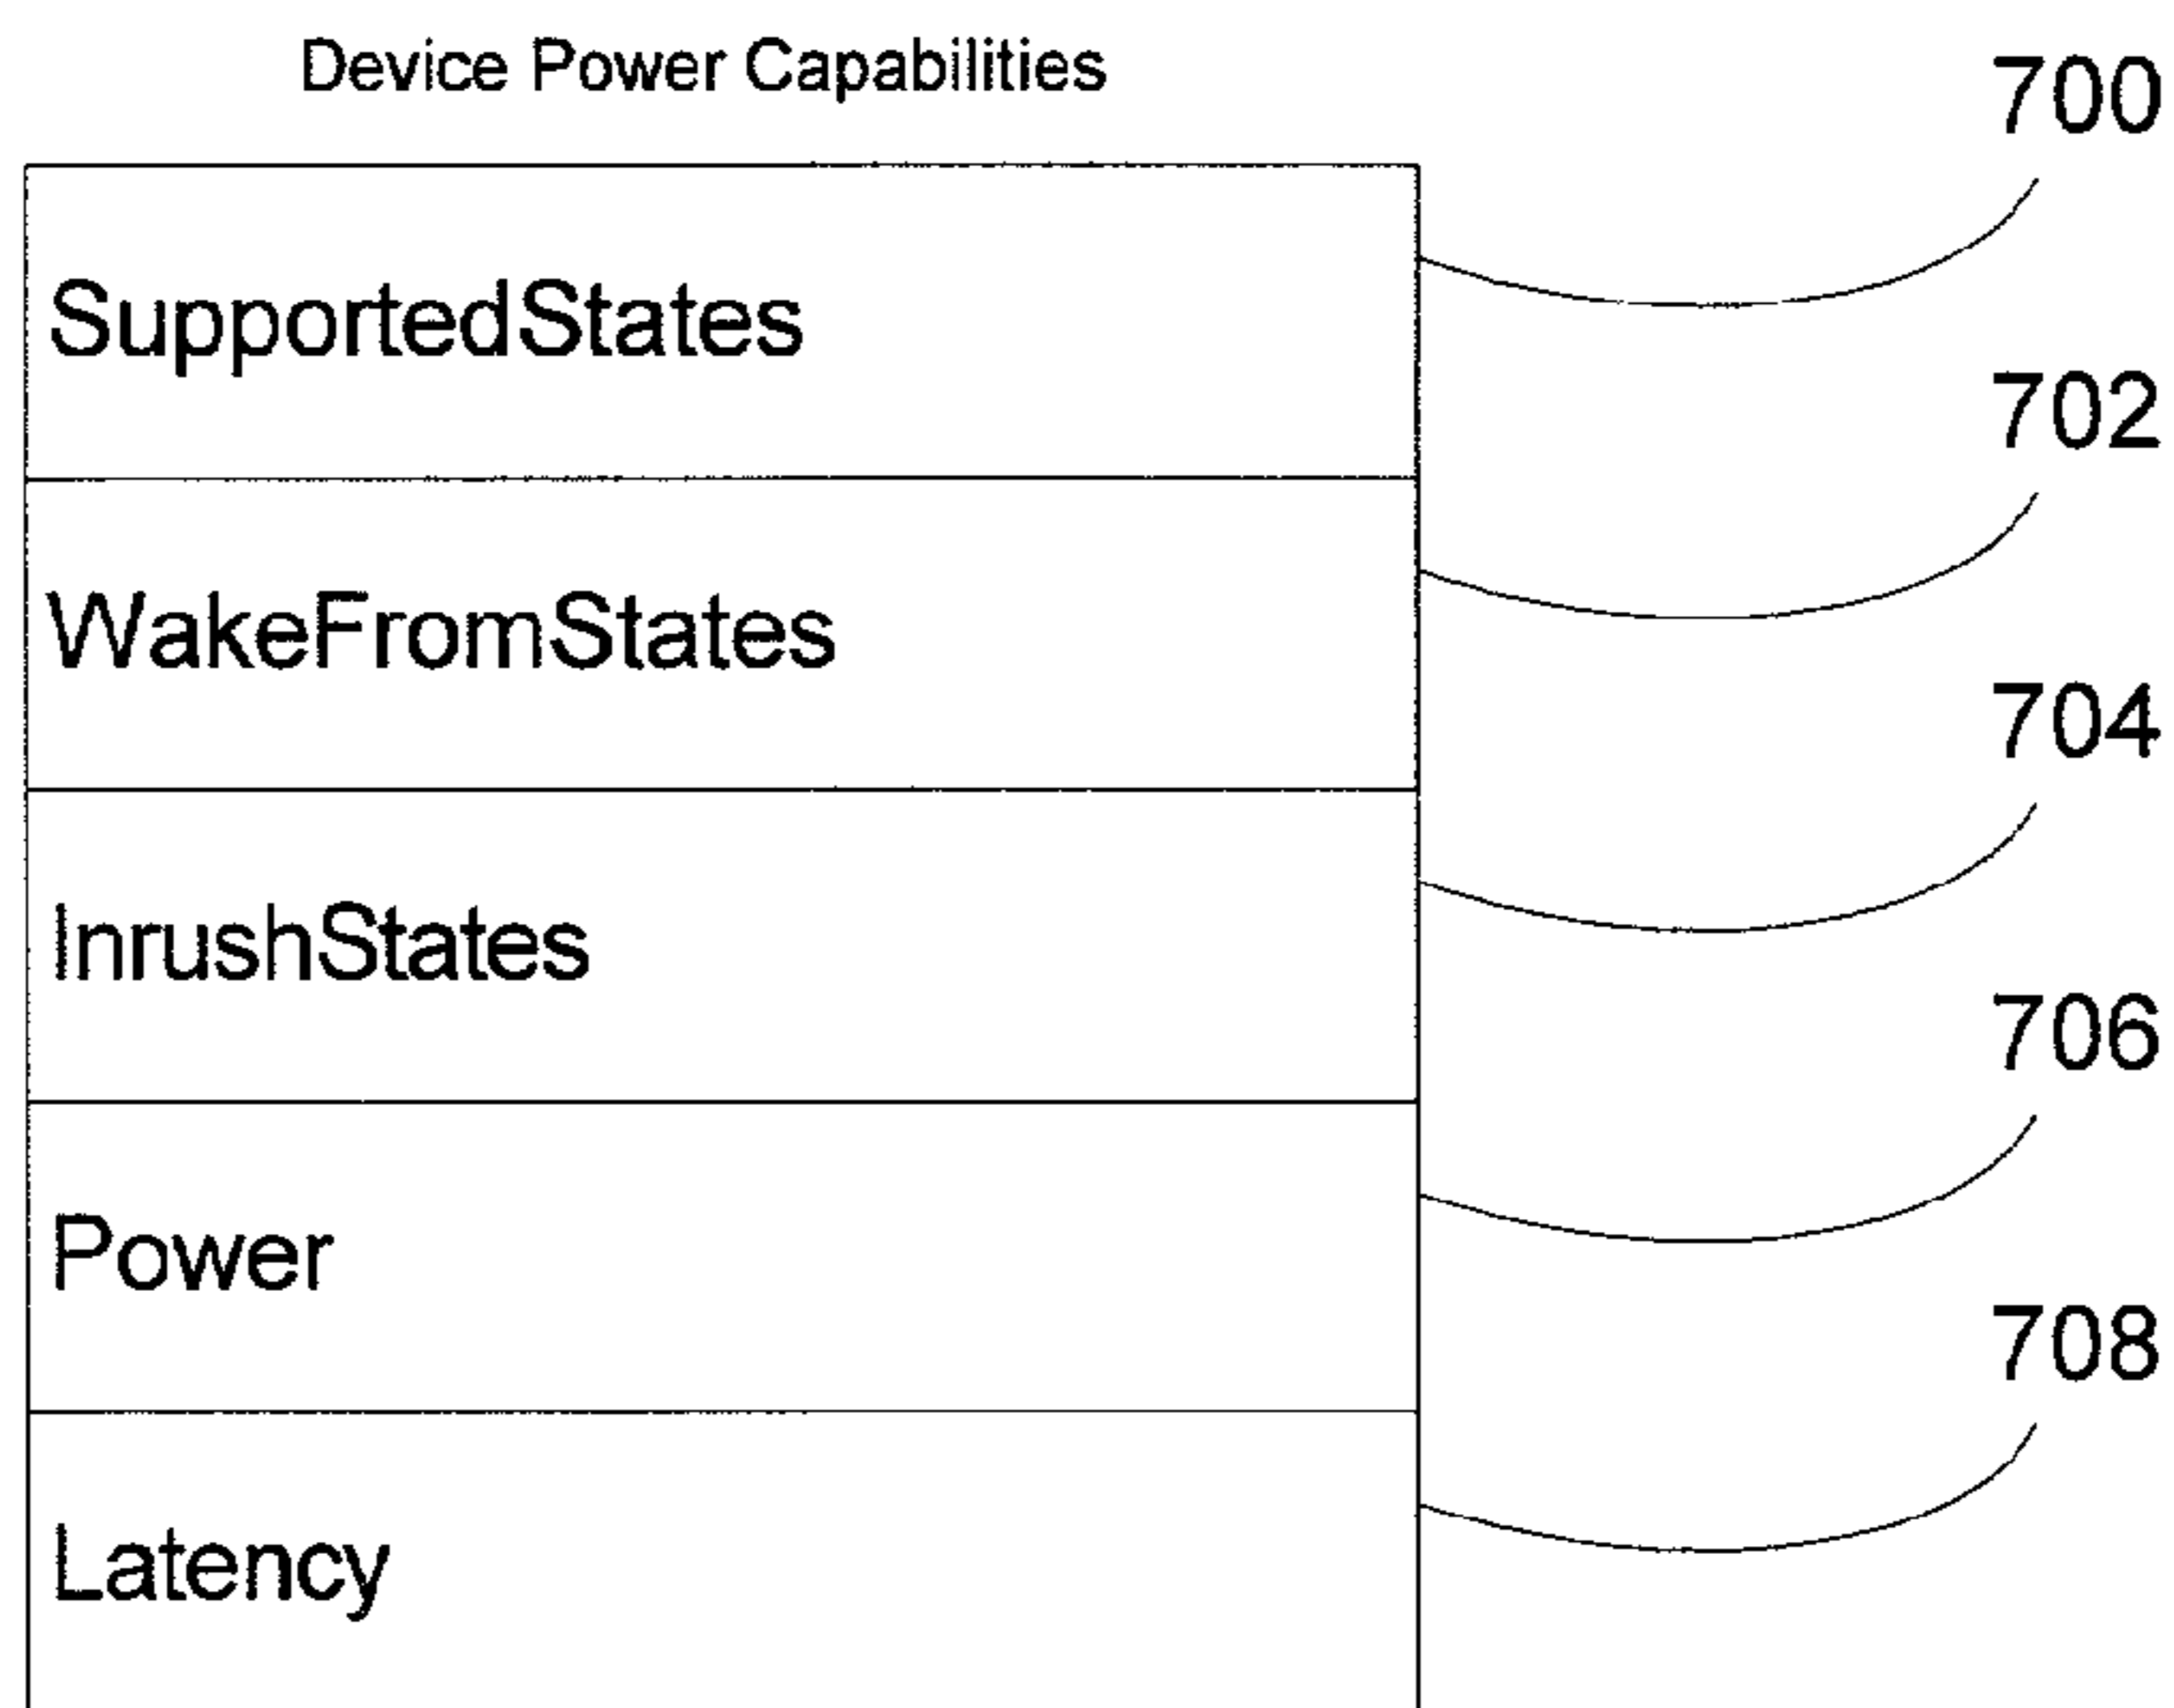 Device Power Capabilities
700
SupportedStates
702
WakeFromStates
704
InrushStates
706
Power
708
Latency